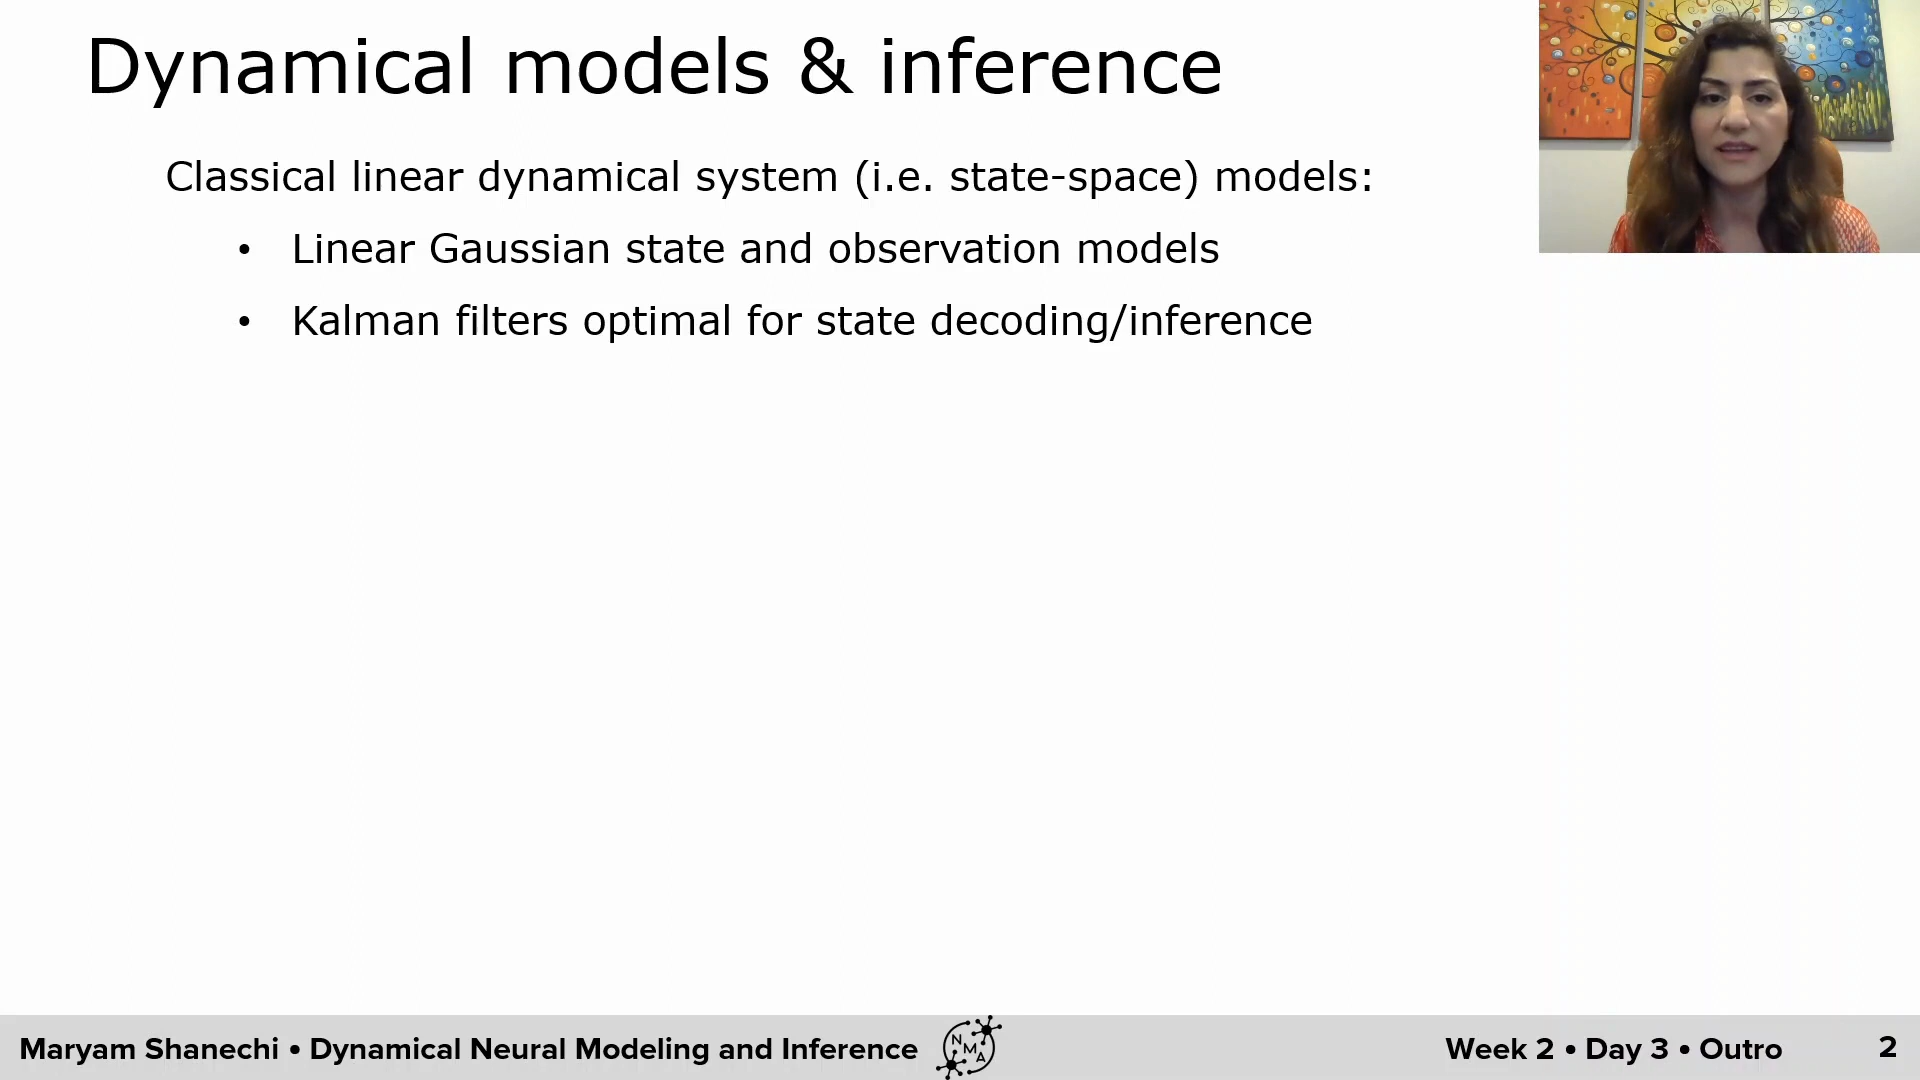 Dynamical models & inference
Classical linear dynamical system (i.e. state-space) models:
• Linear Gaussian state and observation models
• Kalman filters optimal for state decoding/inference
Maryam Shanechi • Dynamical Neural Modeling and Inference
NMA
Week 2 • Day 3 • Outro
2